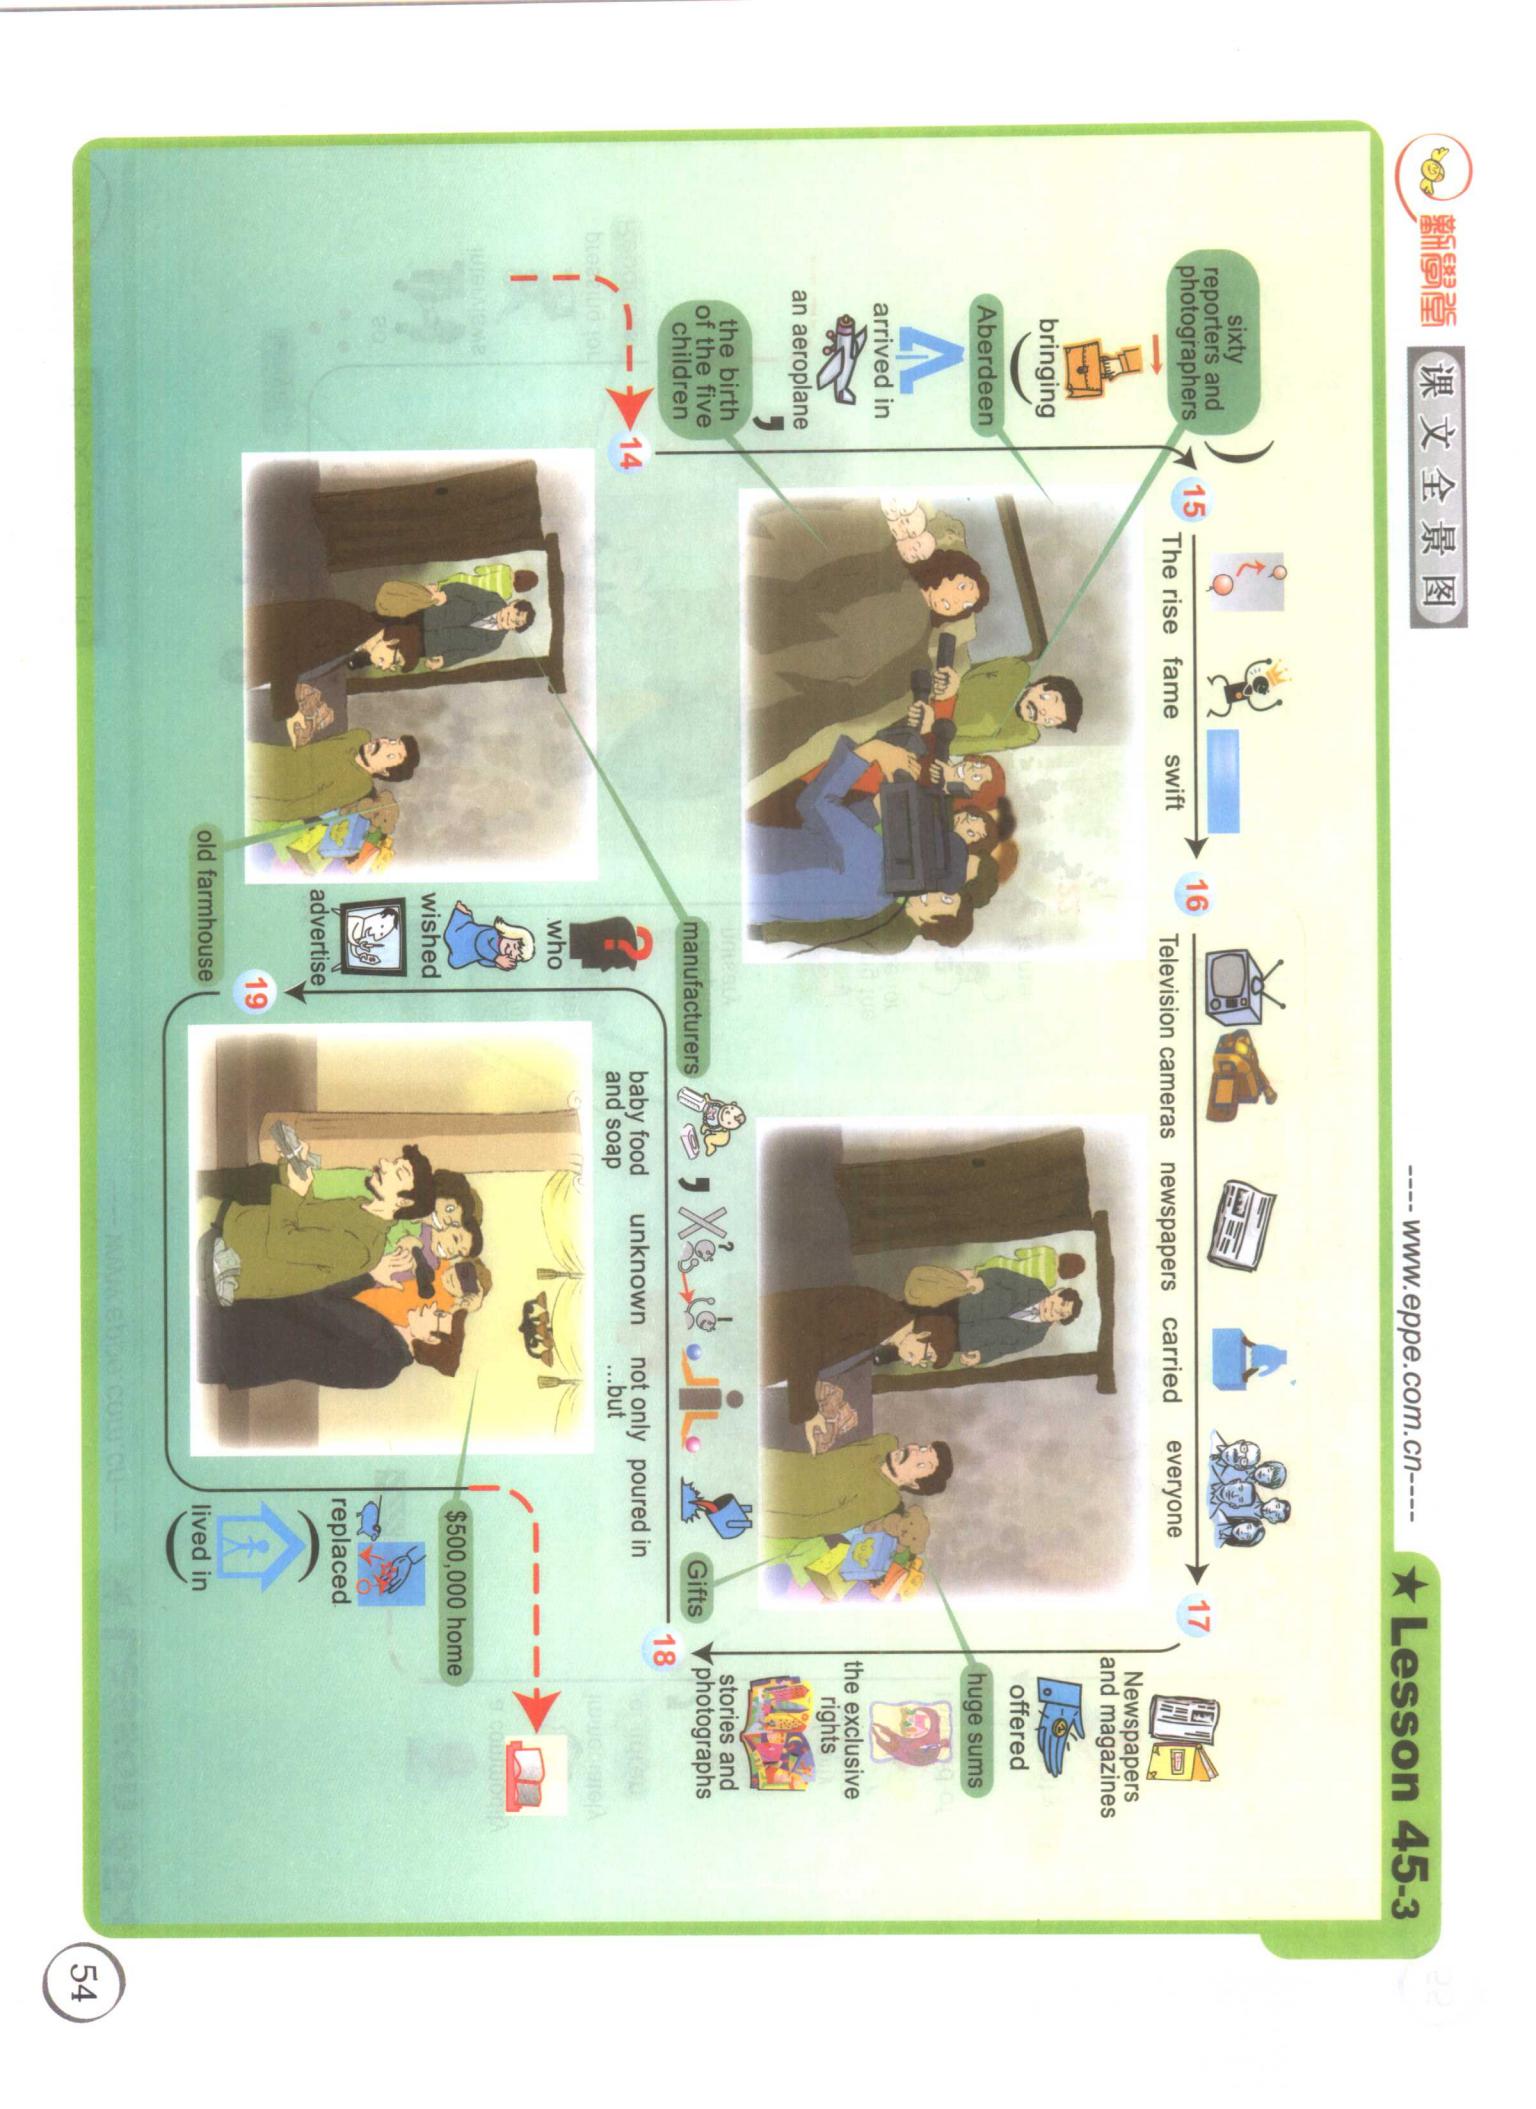 新學堂
课文全景图
---- www.eppe.com.cn----
★ Lesson 45-3
14
the birth
of the five
children
,
an aeroplane
arrived in
Aberdeen
(
bringing
sixty
reporters and
photographers
)
15
The rise
fame
swift
16
Television cameras
newspapers
carried
everyone
17
Newspapers
and magazines
offered
huge sums
the exclusive
rights
stories and
photographs
18
Gifts
poured in
not only
...but
unknown
?
!
,
baby food
and soap
manufacturers
?
who
wished
advertise
19
old farmhouse
(
lived in
)
replaced
$500,000 home
54